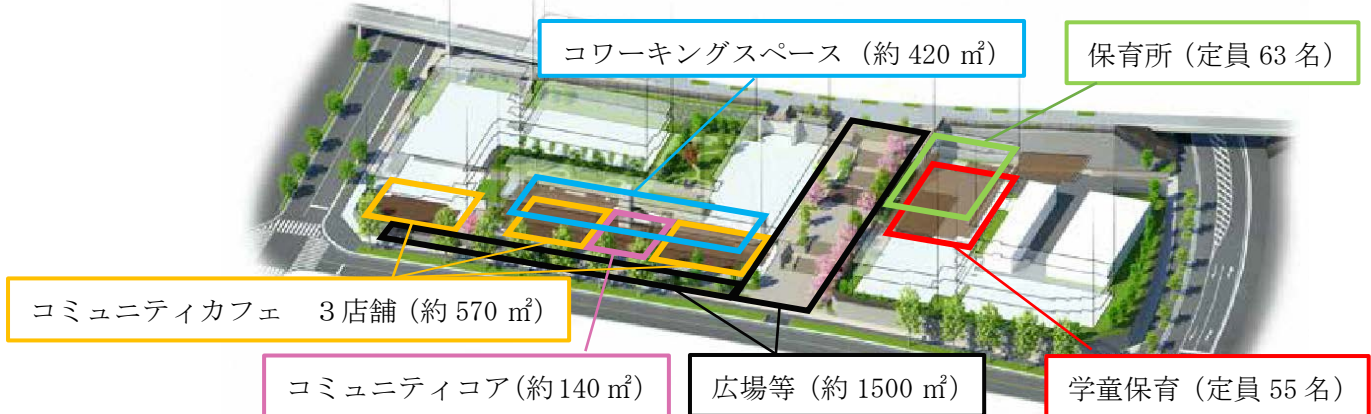 コワーキングスペース（約 420 ㎡）
保育所（定員 63 名）
コミュニティカフェ　３店舗（約 570 ㎡）
コミュニティコア（約 140 ㎡）
広場等（約 1500 ㎡）
学童保育（定員 55 名）